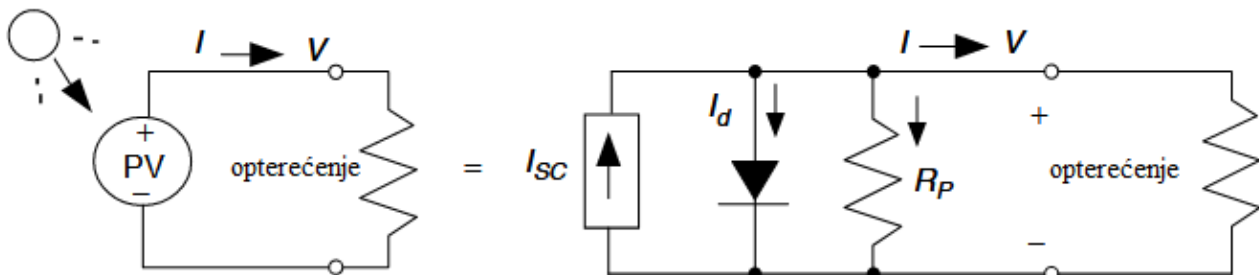 I V
+
PV
−
opterećenje
=
I_SC
I_d
R_P
I V
+
opterećenje
−